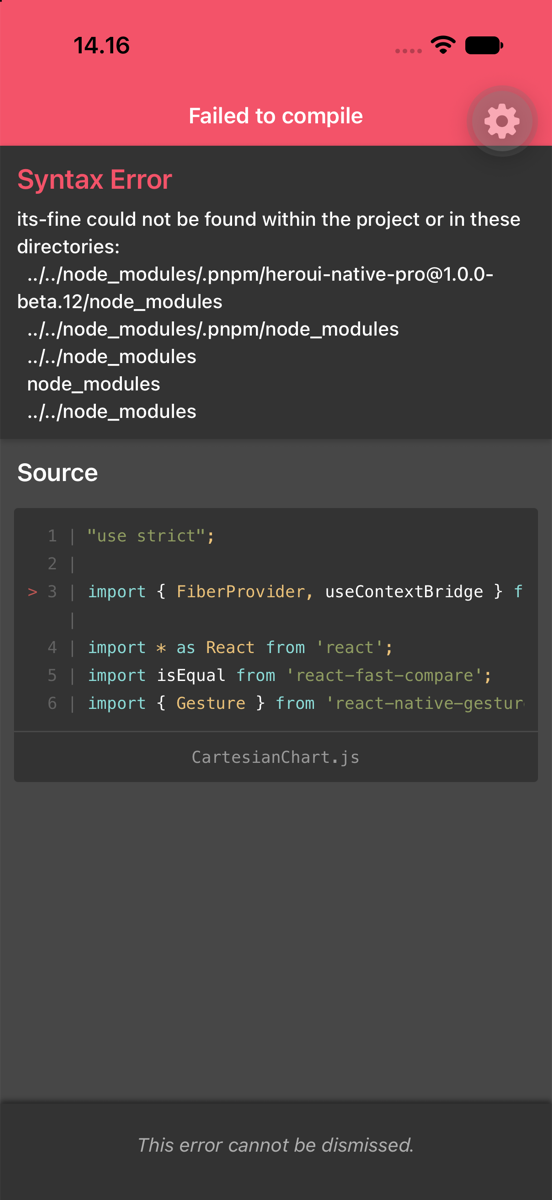 14.16
Failed to compile
Syntax Error
its-fine could not be found within the project or in these
directories:
../../node_modules/.pnpm/heroui-native-pro@1.0.0-
beta.12/node_modules
../../node_modules/.pnpm/node_modules
../../node_modules
node_modules
../../node_modules
Source
1 | "use strict";
2 |
> 3 | import { FiberProvider, useContextBridge } f
|
4 | import * as React from 'react';
5 | import isEqual from 'react-fast-compare';
6 | import { Gesture } from 'react-native-gestur
CartesianChart.js
This error cannot be dismissed.